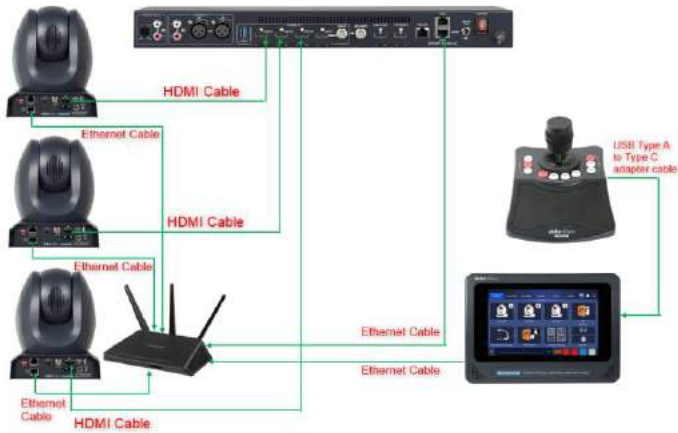 HDMI Cable
Ethernet Cable
USB Type A
to Type C
adapter cable
HDMI Cable
Ethernet Cable
Ethernet Cable
Ethernet Cable
Ethernet
Cable
HDMI Cable